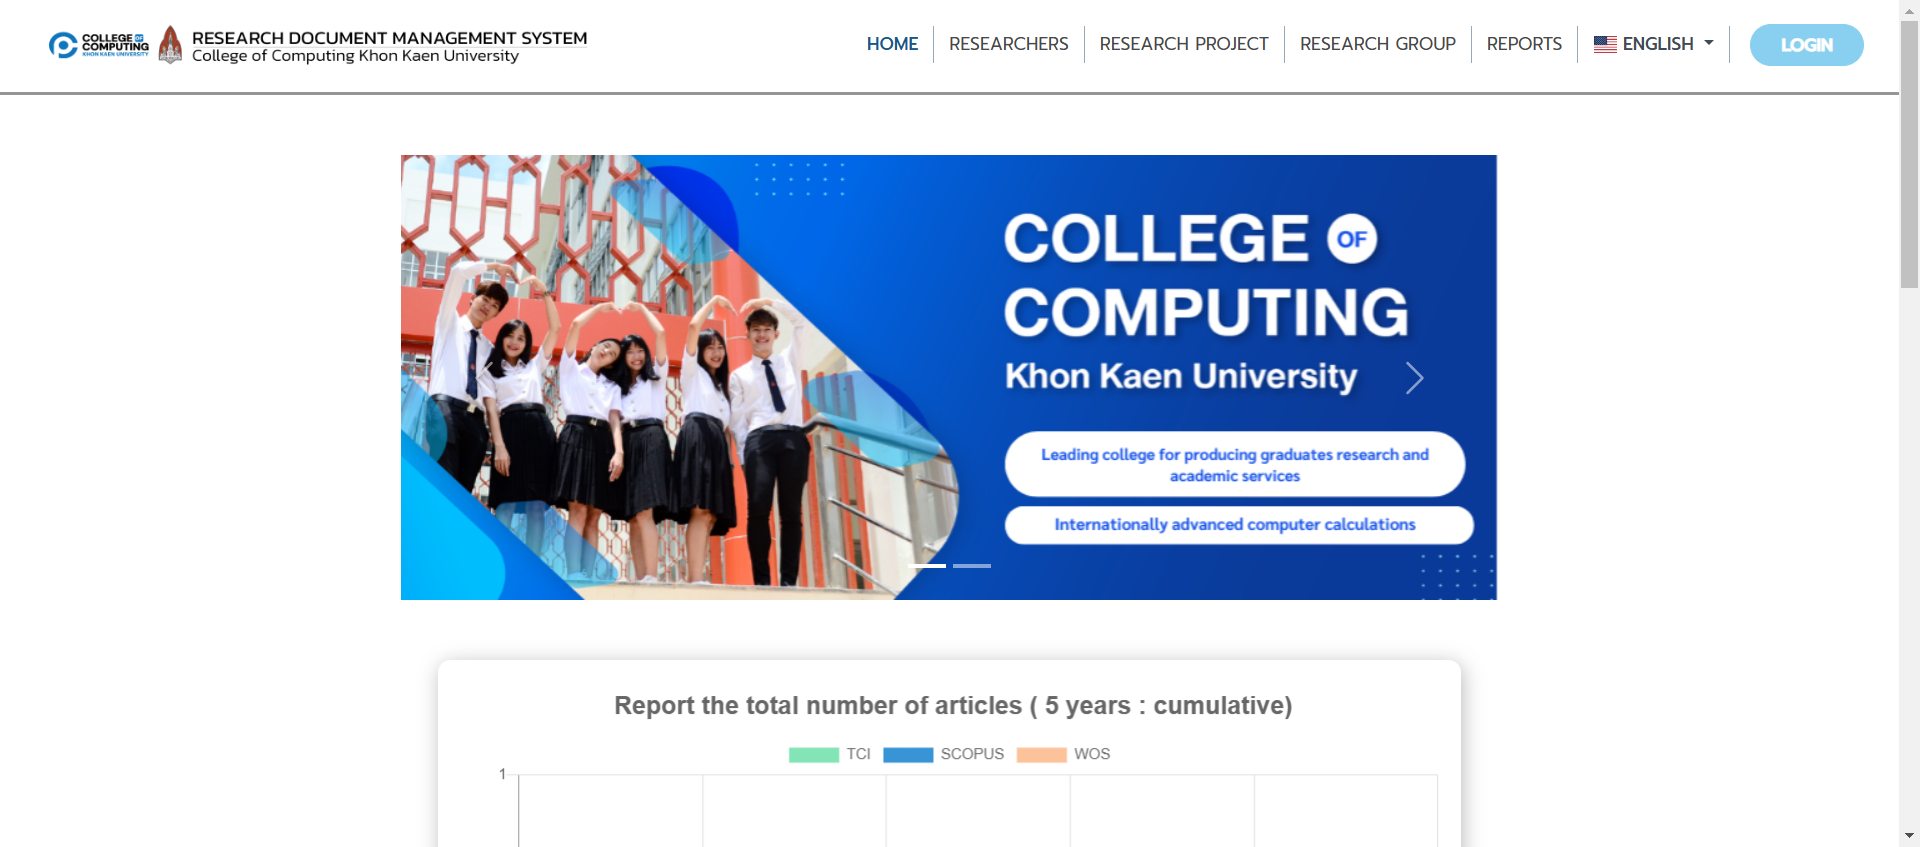 COLLEGE OF
COMPUTING
KHON KAEN UNIVERSITY
RESEARCH DOCUMENT MANAGEMENT SYSTEM
College of Computing Khon Kaen University
HOME
RESEARCHERS
RESEARCH PROJECT
RESEARCH GROUP
REPORTS
ENGLISH
LOGIN
COLLEGE OF
COMPUTING
Khon Kaen University
Leading college for producing graduates research and
academic services
Internationally advanced computer calculations
Report the total number of articles ( 5 years : cumulative)
TCI SCOPUS WOS
1